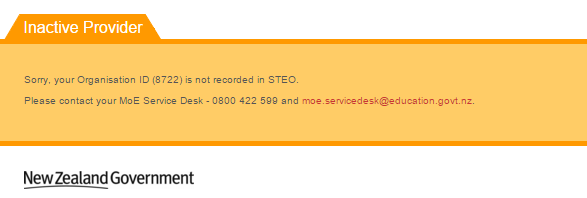 Inactive Provider
Sorry, your Organisation ID (8722) is not recorded in STEO.
Please contact your MoE Service Desk - 0800 422 599 and moe.servicedesk@education.govt.nz.
New Zealand Government